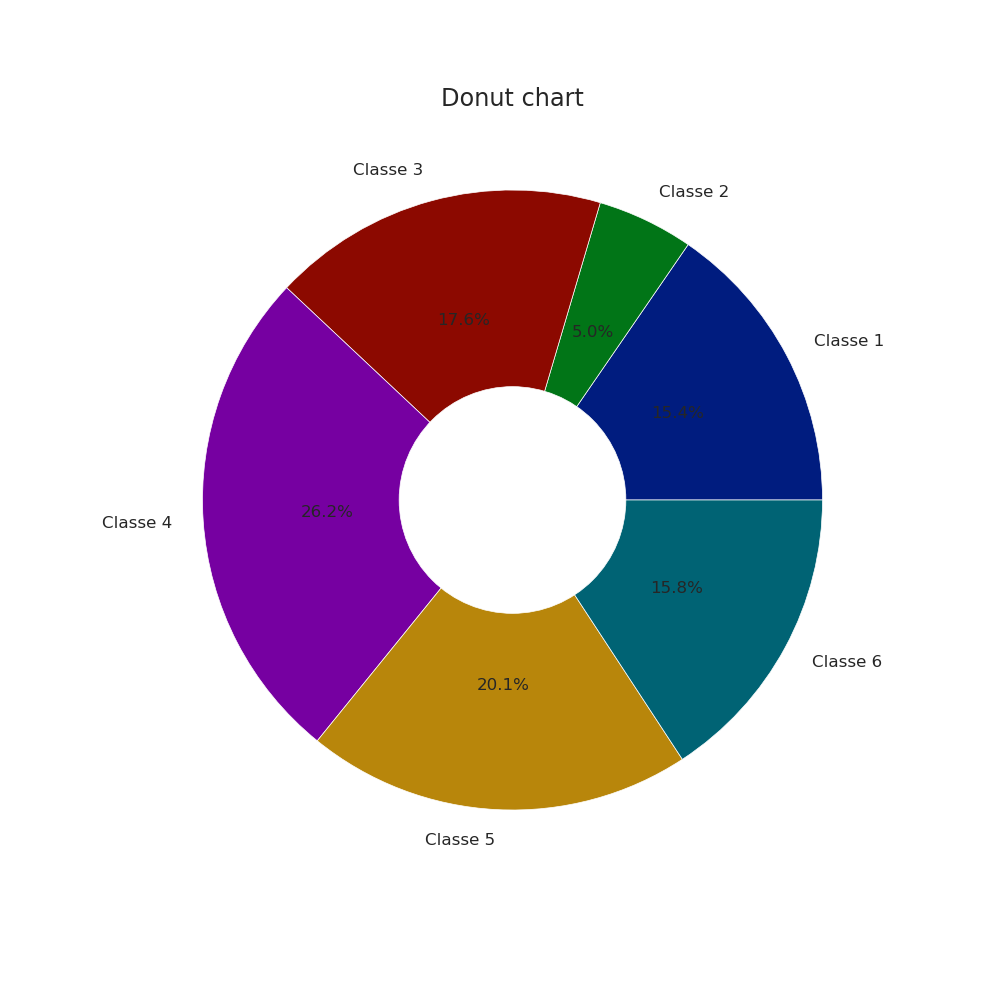 Donut chart
Classe 3
Classe 2
17.6%
5.0%
Classe 1
15.4%
26.2%
Classe 4
15.8%
Classe 6
20.1%
Classe 5